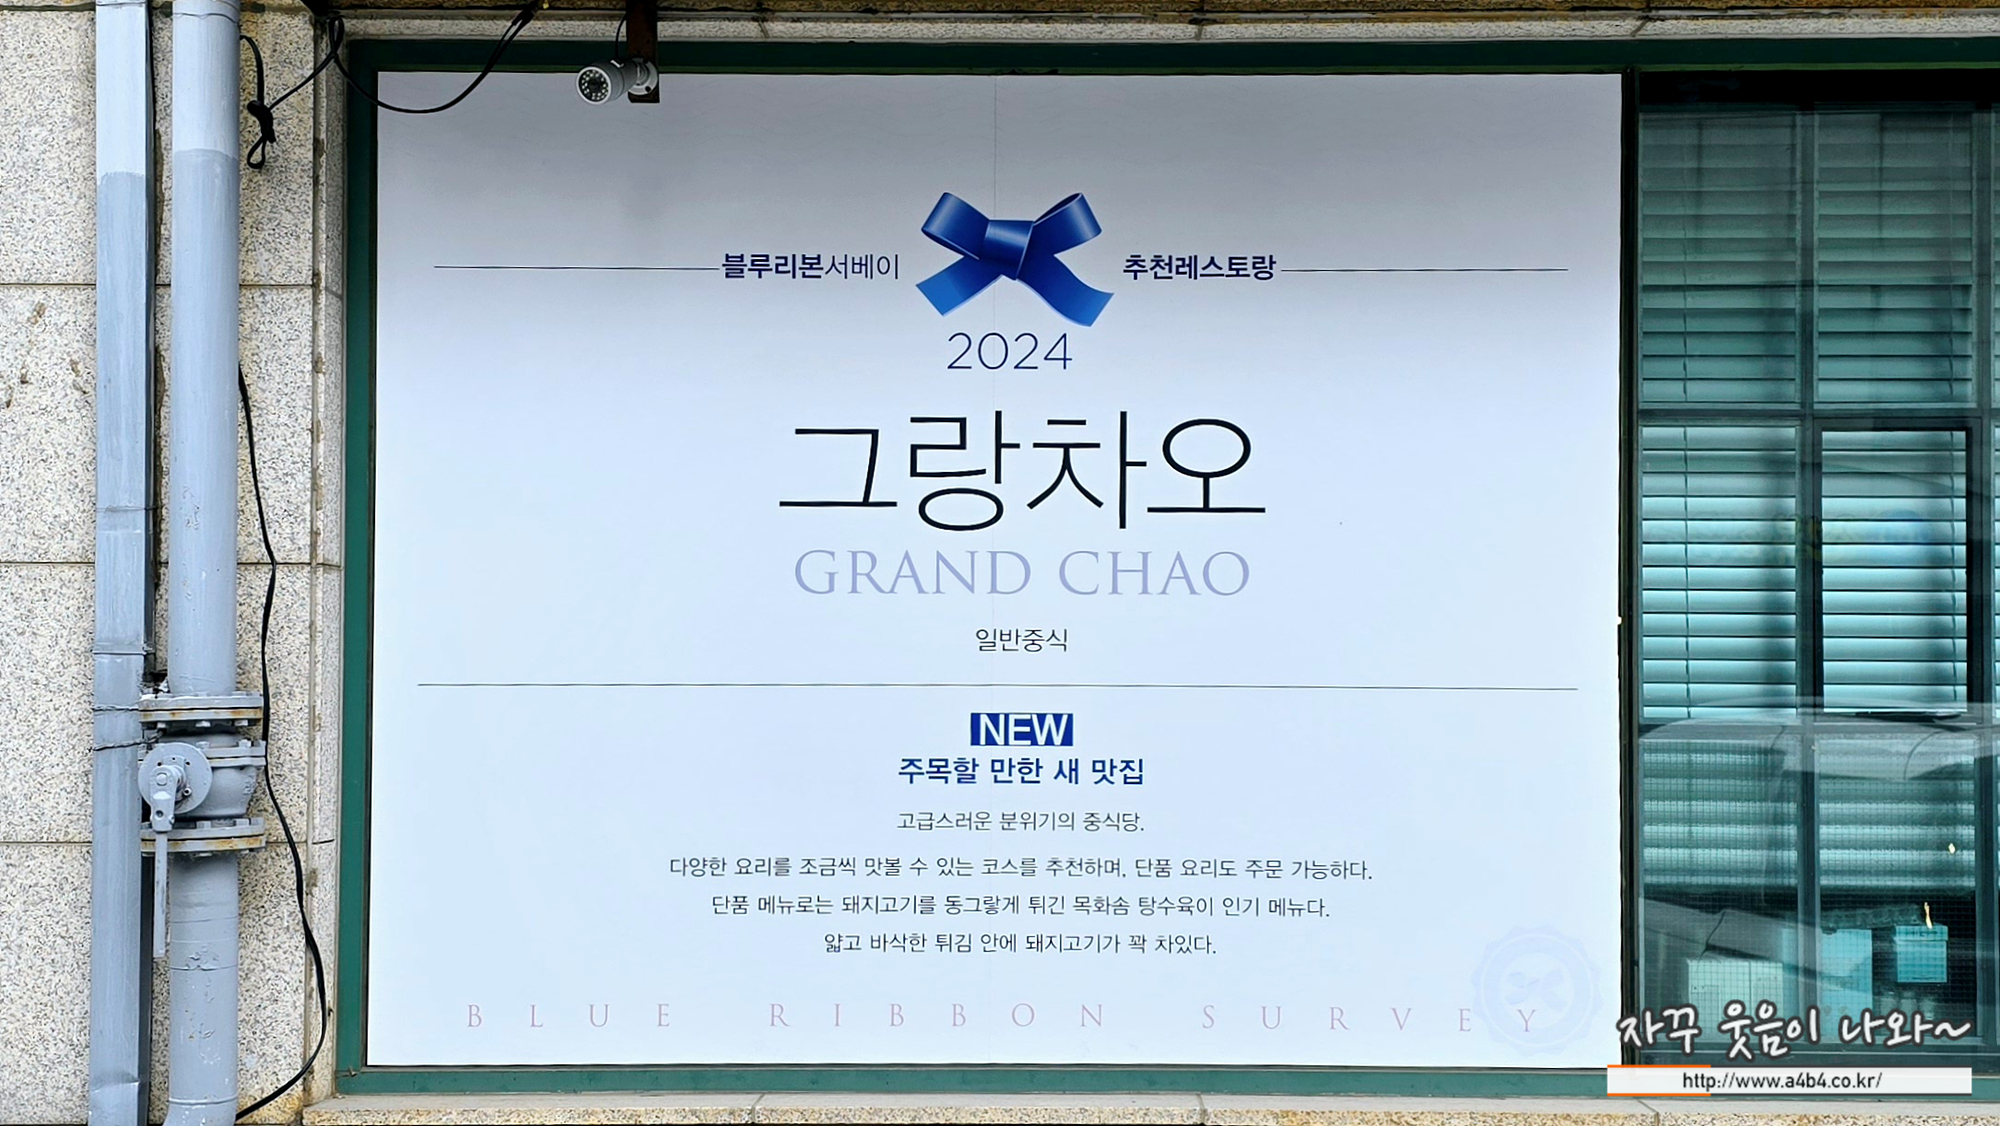 블루리본서베이 추천레스토랑
2024
그랑차오
GRAND CHAO
일반중식
NEW
주목할 만한 새 맛집
고급스러운 분위기의 중식당.
다양한 요리를 조금씩 맛볼 수 있는 코스를 추천하며, 단품 요리도 주문 가능하다.
단품 메뉴로는 돼지고기를 동그랗게 튀긴 목화솜 탕수육이 인기 메뉴다.
얇고 바삭한 튀김 안에 돼지고기가 꽉 차있다.
BLUE RIBBON SURVEY
자꾸 웃음이 나와~
http://www.a4b4.co.kr/